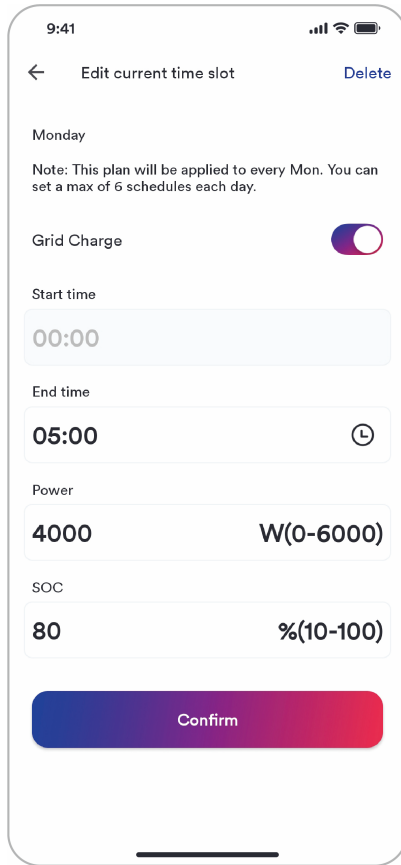 9:41
Edit current time slot
Delete
Monday
Note: This plan will be applied to every Mon. You can
set a max of 6 schedules each day.
Grid Charge
Start time
00:00
End time
05:00
Power
4000 W(0-6000)
SOC
80 %(10-100)
Confirm